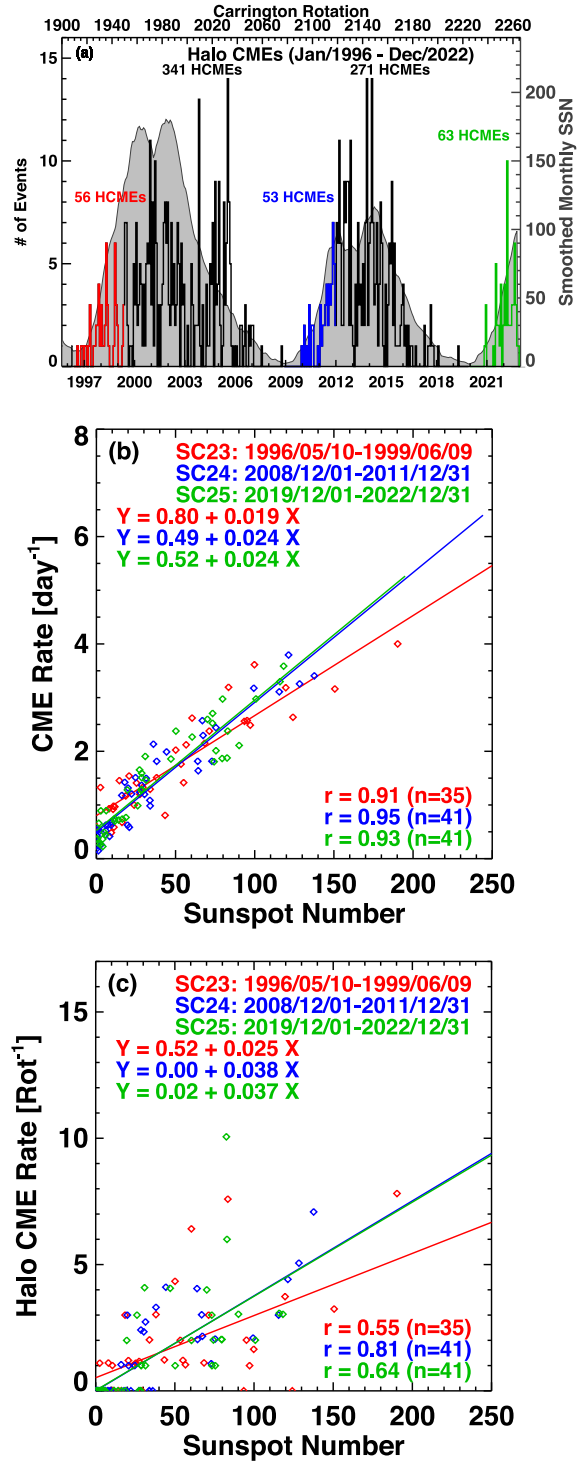 Carrington Rotation
1900 1940 1980 2020 2060 2100 2140 2180 2220 2260
(a) Halo CMEs (Jan/1996 - Dec/2022)
341 HCMEs 271 HCMEs
63 HCMEs
56 HCMEs 53 HCMEs
# of Events
15
10
5
0
Smoothed Monthly SSN
200
150
100
50
0
1997 2000 2003 2006 2009 2012 2015 2018 2021
(b)
SC23: 1996/05/10-1999/06/09
SC24: 2008/12/01-2011/12/31
SC25: 2019/12/01-2022/12/31
Y = 0.80 + 0.019 X
Y = 0.49 + 0.024 X
Y = 0.52 + 0.024 X
CME Rate [day-1]
8
6
4
2
0
r = 0.91 (n=35)
r = 0.95 (n=41)
r = 0.93 (n=41)
0 50 100 150 200 250
Sunspot Number
(c)
SC23: 1996/05/10-1999/06/09
SC24: 2008/12/01-2011/12/31
SC25: 2019/12/01-2022/12/31
Y = 0.52 + 0.025 X
Y = 0.00 + 0.038 X
Y = 0.02 + 0.037 X
Halo CME Rate [Rot-1]
15
10
5
0
r = 0.55 (n=35)
r = 0.81 (n=41)
r = 0.64 (n=41)
0 50 100 150 200 250
Sunspot Number